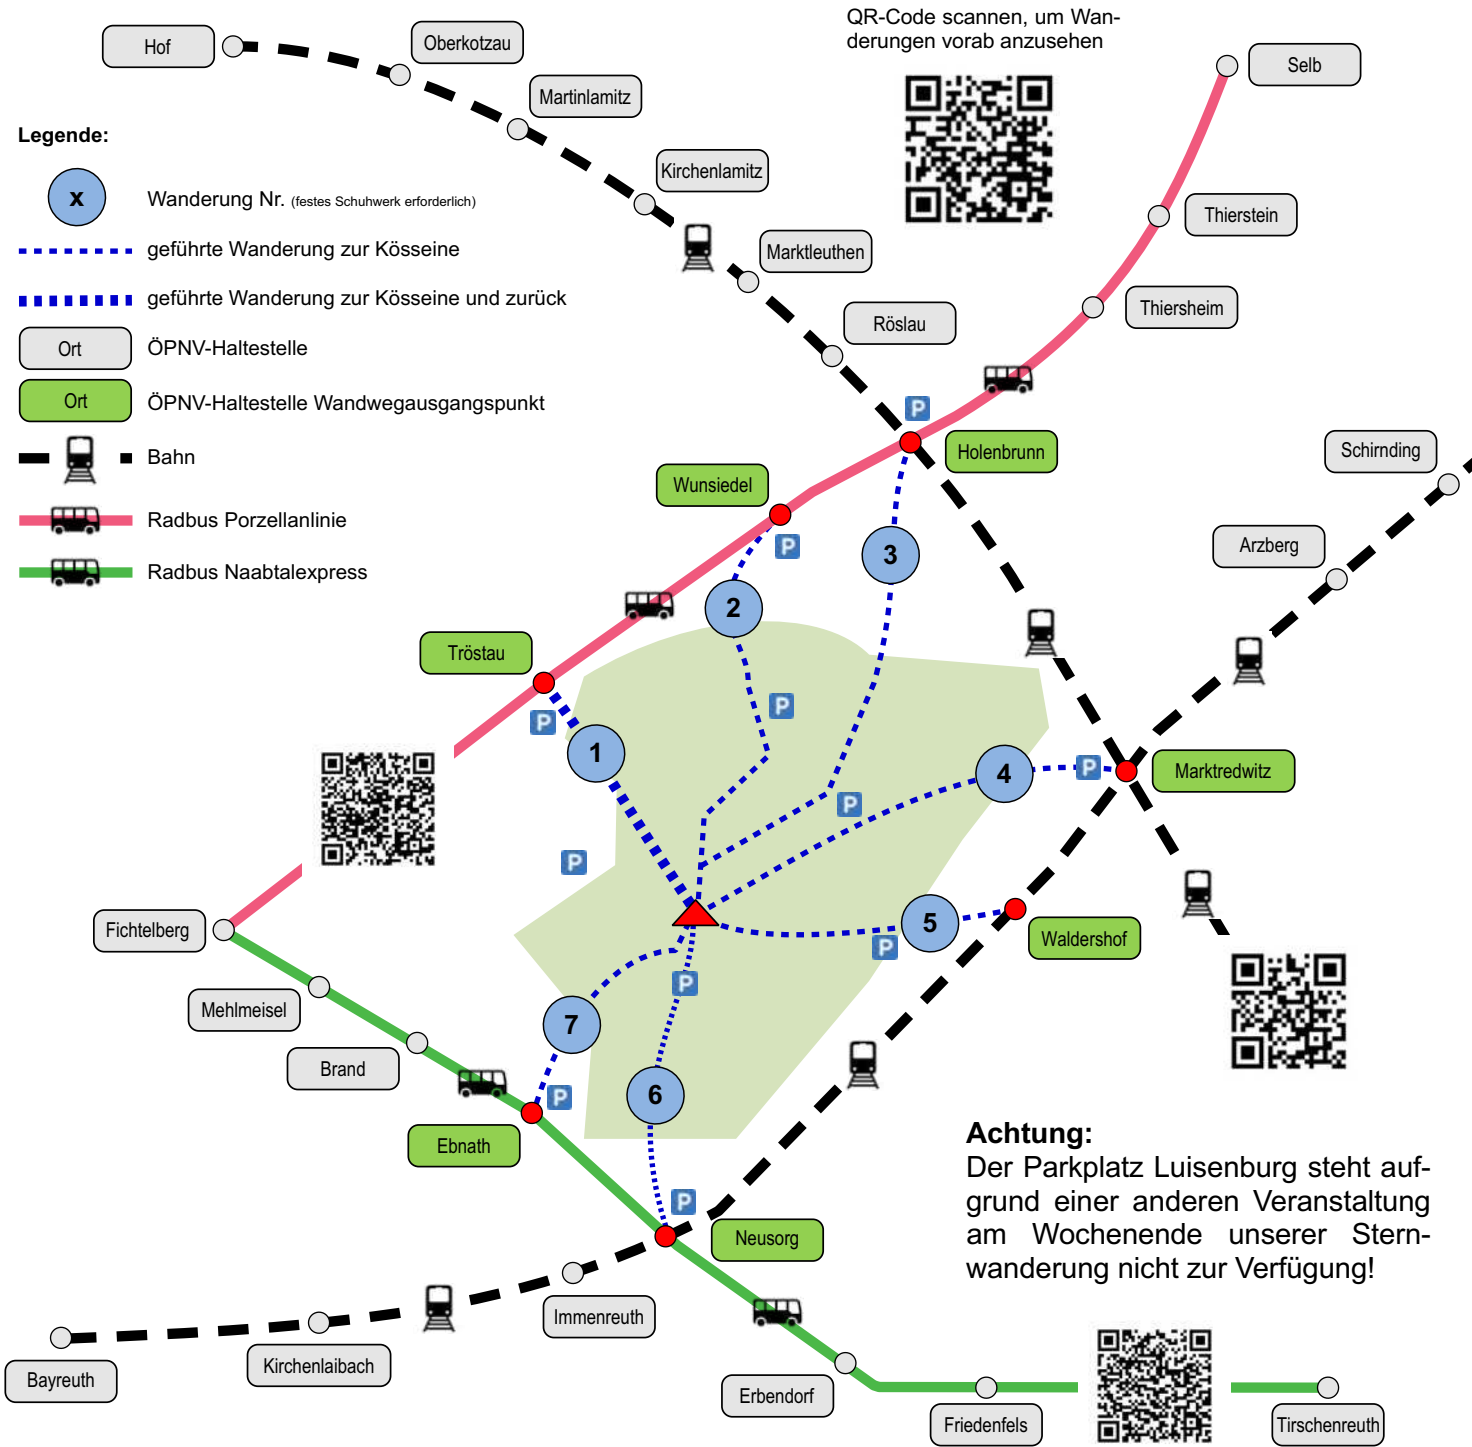 QR-Code scannen, um Wan-
derungen vorab anzusehen
Hof
Oberkotzau
Martinlamitz
Kirchenlamitz
Marktleuthen
Röslau
Selb
Thierstein
Thiersheim
Legende:
x
Wanderung Nr. (festes Schuhwerk erforderlich)
geführte Wanderung zur Kösseine
geführte Wanderung zur Kösseine und zurück
Ort
ÖPNV-Haltestelle
Ort
ÖPNV-Haltestelle Wandwegausgangspunkt
Bahn
Radbus Porzellanlinie
Radbus Naabtalexpress
P
Holenbrunn
Schirnding
Wunsiedel
P
3
Arzberg
2
Tröstau
P
P
1
4
P
Marktredwitz
P
P
Fichtelberg
5
P
Waldershof
Mehlmeisel
P
7
Brand
6
P
Ebnath
P
Neusorg
Achtung:
Der Parkplatz Luisenburg steht auf-
grund einer anderen Veranstaltung
am Wochenende unserer Stern-
wanderung nicht zur Verfügung!
Immenreuth
Kirchenlaibach
Bayreuth
Erbendorf
Friedenfels
Tirschenreuth